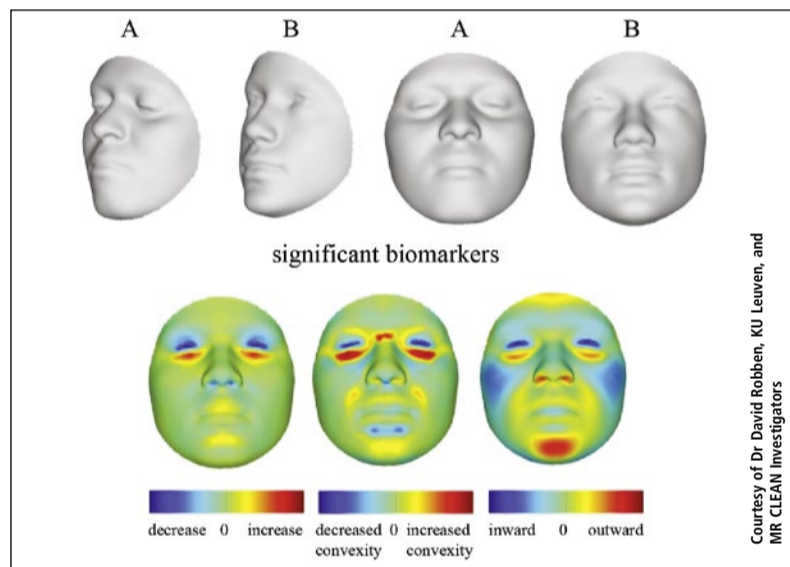 A B A B
significant biomarkers
decrease 0 increase
decreased 0 increased
convexity convexity
inward 0 outward
Courtesy of Dr David Robben, KU Leuven, and
MR CLEAN Investigators